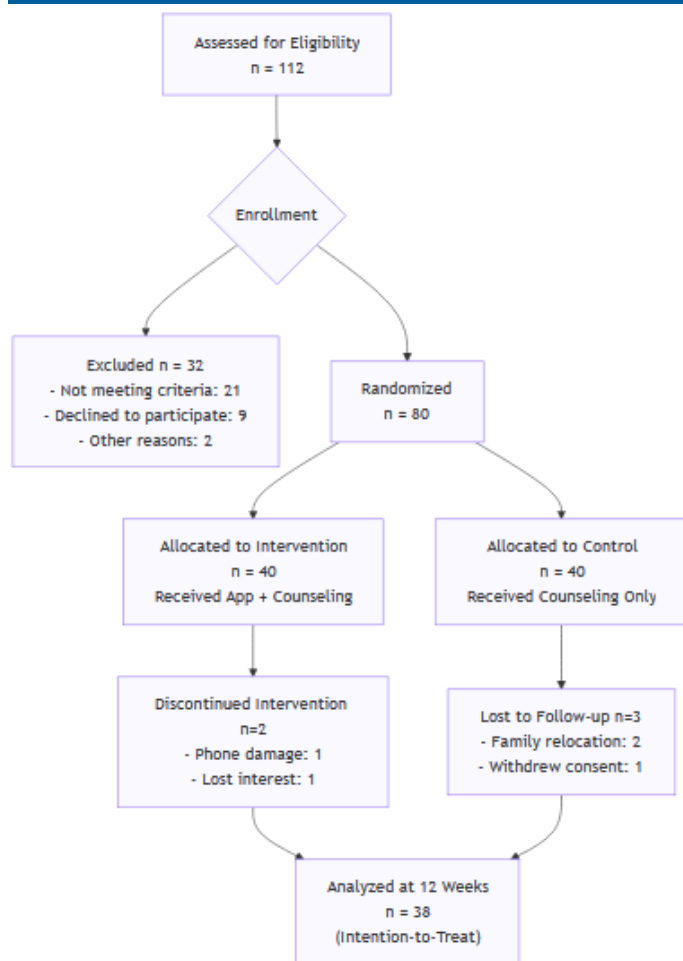 Assessed for Eligibility
n = 112
Enrollment
Excluded n = 32
- Not meeting criteria: 21
- Declined to participate: 9
- Other reasons: 2
Randomized
n = 80
Allocated to Intervention
n = 40
Received App + Counseling
Allocated to Control
n = 40
Received Counseling Only
Discontinued Intervention
n=2
- Phone damage: 1
- Lost interest: 1
Lost to Follow-up n=3
- Family relocation: 2
- Withdrew consent: 1
Analyzed at 12 Weeks
n = 38
(Intention-to-Treat)